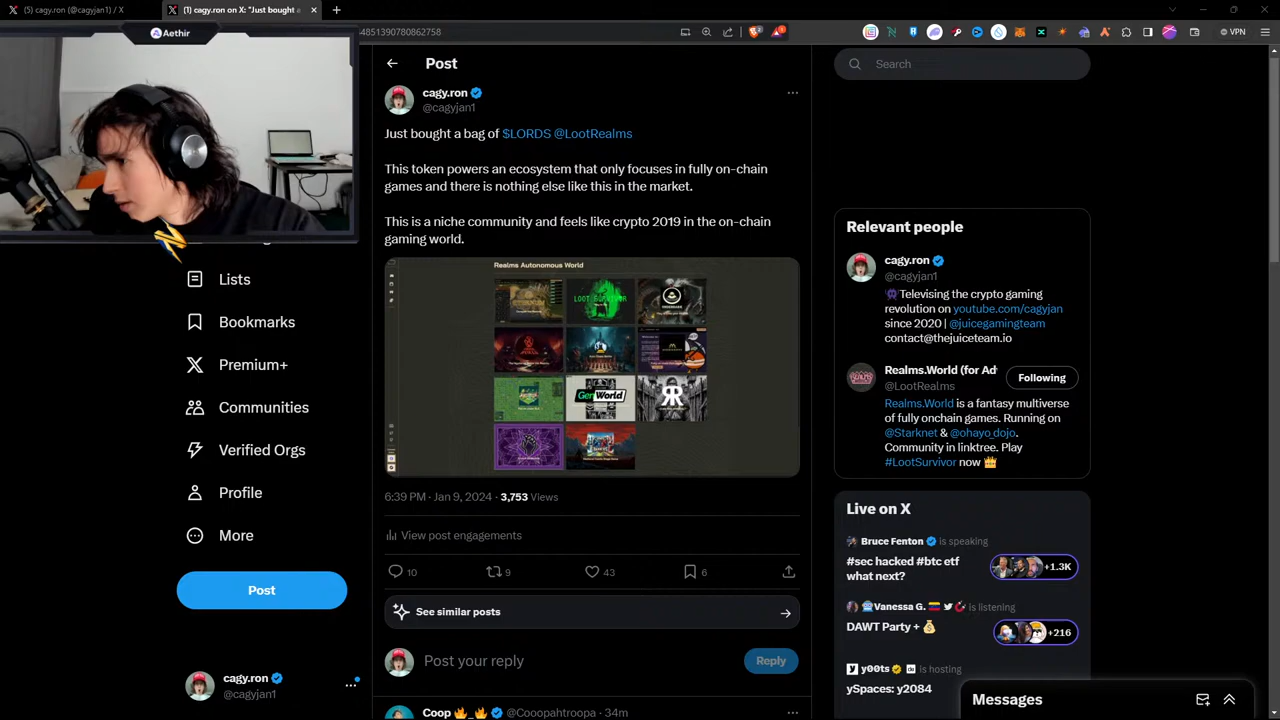 (5) cagy.ron (@cagyjan1) / X
(1) cagy.ron on X: "Just bought a
4851390780862758
VPN
Aethir
Lists
Bookmarks
Premium+
Communities
Verified Orgs
Profile
More
Post
cagy.ron
@cagyjan1
Post
cagy.ron
@cagyjan1
Just bought a bag of $LORDS @LootRealms
This token powers an ecosystem that only focuses in fully on-chain
games and there is nothing else like this in the market.
This is a niche community and feels like crypto 2019 in the on-chain
gaming world.
Realms Autonomous World
LOOT SURVIVOR
6:39 PM · Jan 9, 2024 · 3,753 Views
View post engagements
10
9
43
6
See similar posts
Post your reply
Reply
Coop @Cooopahtroopa · 34m
Search
Relevant people
cagy.ron
@cagyjan1
Televising the crypto gaming
revolution on youtube.com/cagyjan
since 2020 | @juicegamingteam
contact@thejuiceteam.io
Realms.World (for Ad
@LootRealms
Following
Realms.World is a fantasy multiverse
of fully onchain games. Running on
@Starknet & @ohayo_dojo.
Community in linktree. Play
#LootSurvivor now
Live on X
Bruce Fenton is speaking
#sec hacked #btc etf
what next?
+1.3K
Vanessa G. is listening
DAWT Party +
+216
y00ts is hosting
ySpaces: y2084
Messages